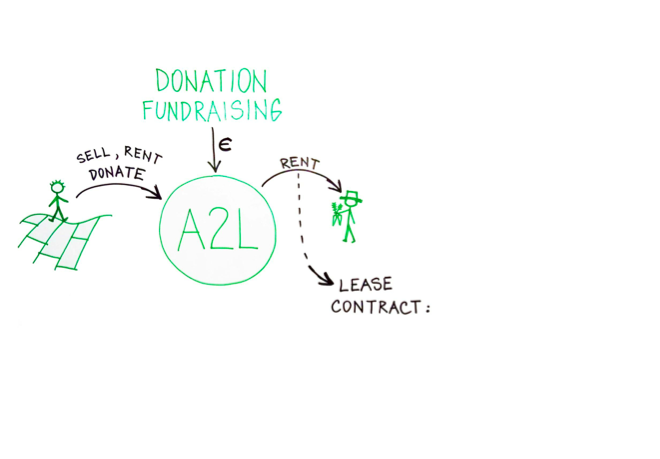 DONATION
FUNDRAISING
€
SELL, RENT
DONATE
A2L
RENT
LEASE
CONTRACT: